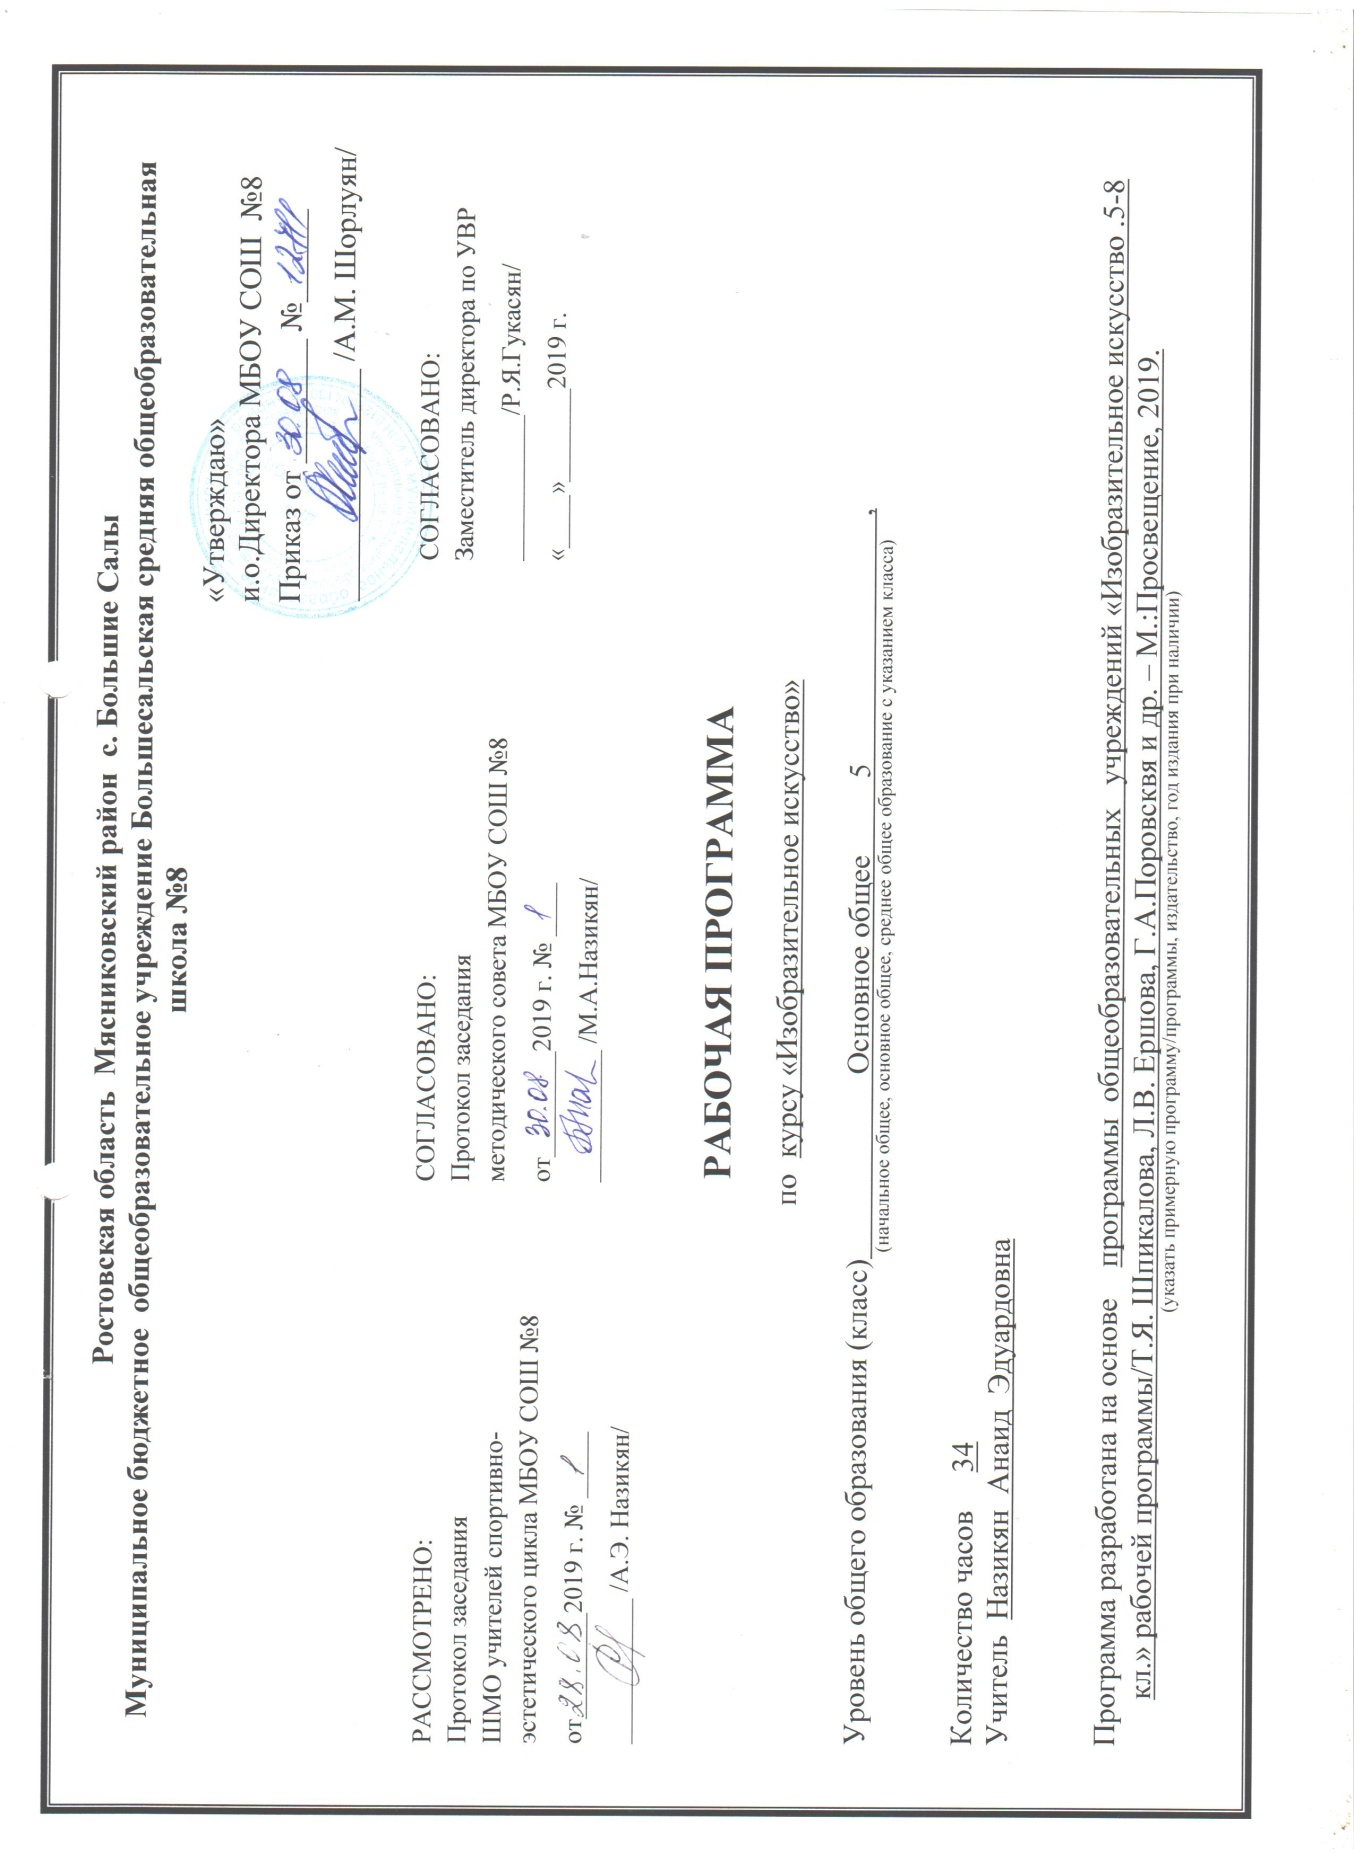 Ростовская область Мясниковский район с. Большие Салы
Муниципальное бюджетное общеобразовательное учреждение Большесальская средняя общеобразовательная
школа №8
«Утверждаю»
и.о.Директора МБОУ СОШ №8
Приказ от 30.08 №
/А.М. Шорлуян/
РАССМОТРЕНО:
Протокол заседания
ШМО учителей спортивно-
эстетического цикла МБОУ СОШ №8
от 28.08 2019 г. № 1
/А.Э. Назикян/
СОГЛАСОВАНО:
Протокол заседания
методического совета МБОУ СОШ №8
от 30.08 2019 г. № 1
/М.А.Назикян/
СОГЛАСОВАНО:
Заместитель директора по УВР
/Р.Я.Гукасян/
«___»________2019 г.
РАБОЧАЯ ПРОГРАММА
по курсу «Изобразительное искусство»
Уровень общего образования (класс) Основное общее 5 ,
(начальное общее, основное общее, среднее общее образование с указанием класса)
Количество часов 34
Учитель Назикян Анаид Эдуардовна
Программа разработана на основе программы общеобразовательных учреждений «Изобразительное искусство .5-8
кл.» рабочей программы/Т.Я. Шпикалова, Л.В. Ершова, Г.А.Поровсквя и др. – М.:Просвещение, 2019.
(указать примерную программу/программы, издательство, год издания при наличии)